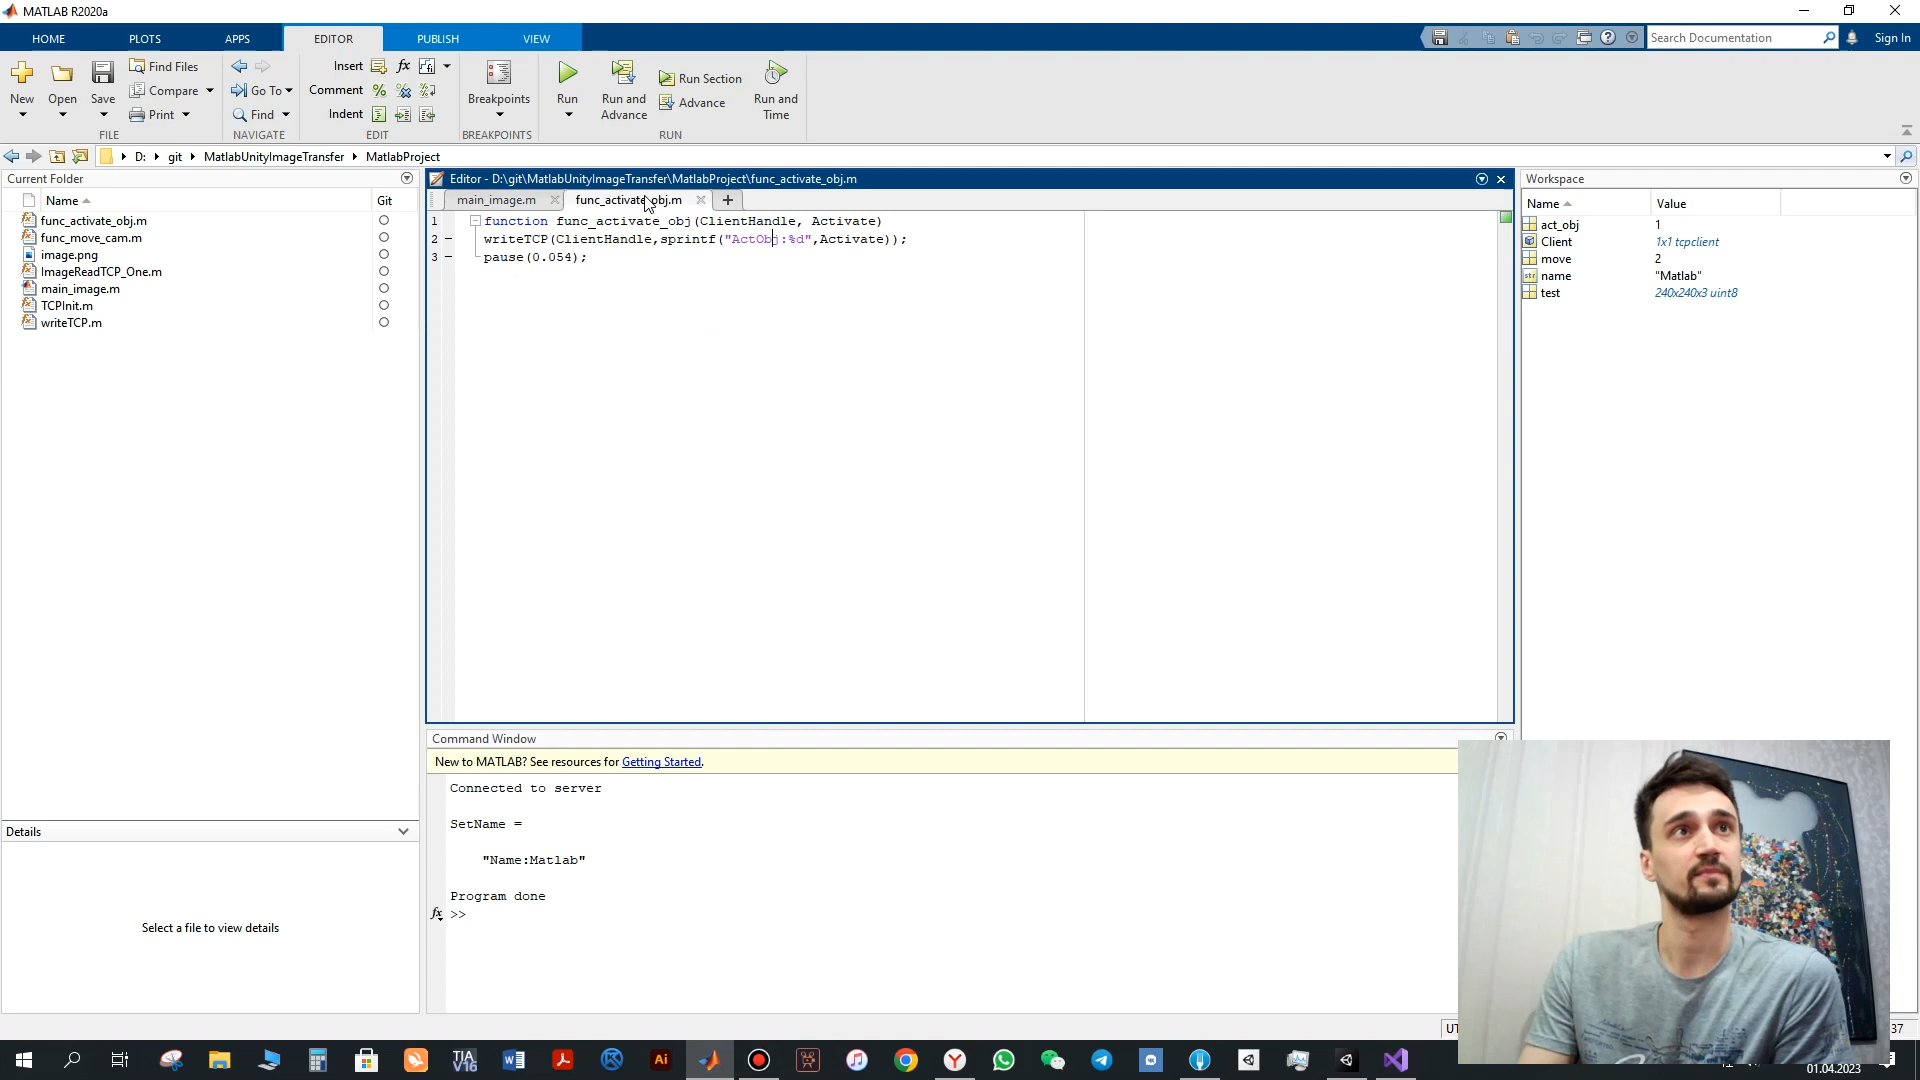 MATLAB R2020a
HOME PLOTS APPS EDITOR PUBLISH VIEW
Search Documentation
Sign In
New
Open
Save
Find Files
Compare
Print
FILE
Go To
Find
NAVIGATE
Insert
Comment
Indent
EDIT
Breakpoints
BREAKPOINTS
Run
Run and Advance
Run Section
Advance
Run and Time
RUN
D: git MatlabUnityImageTransfer MatlabProject
Current Folder
Name Git
func_activate_obj.m
func_move_cam.m
image.png
ImageReadTCP_One.m
main_image.m
TCPInit.m
writeTCP.m
Details
Select a file to view details
Editor - D:\git\MatlabUnityImageTransfer\MatlabProject\func_activate_obj.m
main_image.m func_activate_obj.m
1 function func_activate_obj(ClientHandle, Activate)
2 writeTCP(ClientHandle,sprintf("ActObj:%d",Activate));
3 pause(0.054);
Command Window
New to MATLAB? See resources for Getting Started.
Connected to server
SetName =
"Name:Matlab"
Program done
fx >>
Workspace
Name Value
act_obj 1
Client 1x1 tcpclient
move 2
name "Matlab"
test 240x240x3 uint8
37
TIA V16
Ai
01.04.2023